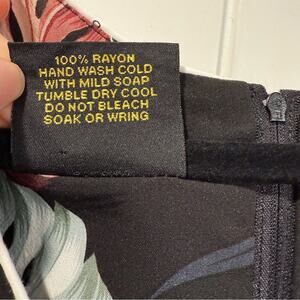 100% RAYON
HAND WASH COLD
WITH MILD SOAP
TUMBLE DRY COOL
DO NOT BLEACH
SOAK OR WRING